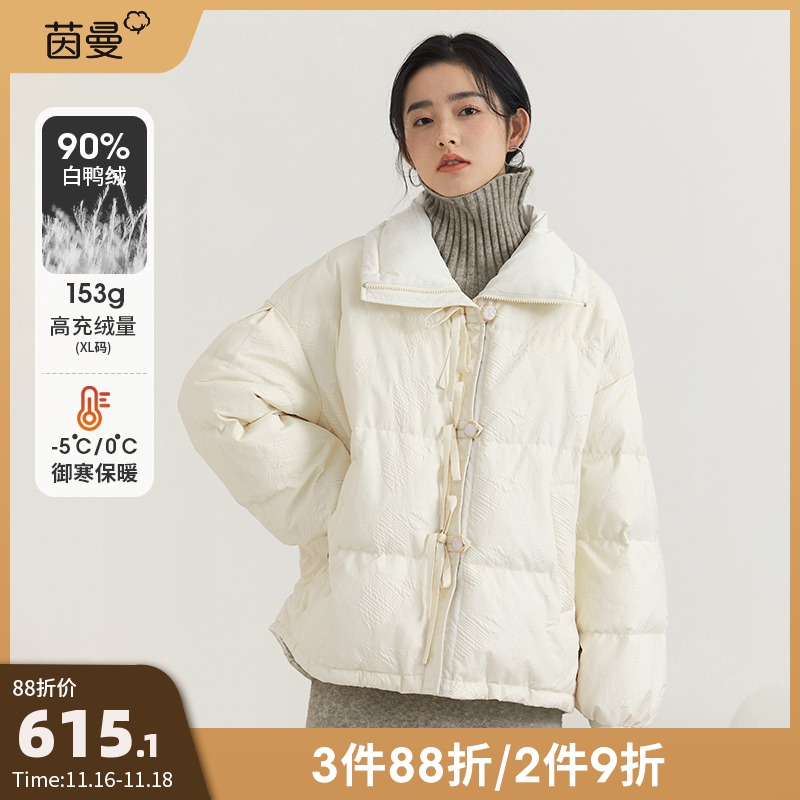 茵曼
90%
白鸭绒
153g
高充绒量
(XL码)
-5℃/0℃
御寒保暖
88折价
615.1
Time:11.16-11.18
3件88折/2件9折